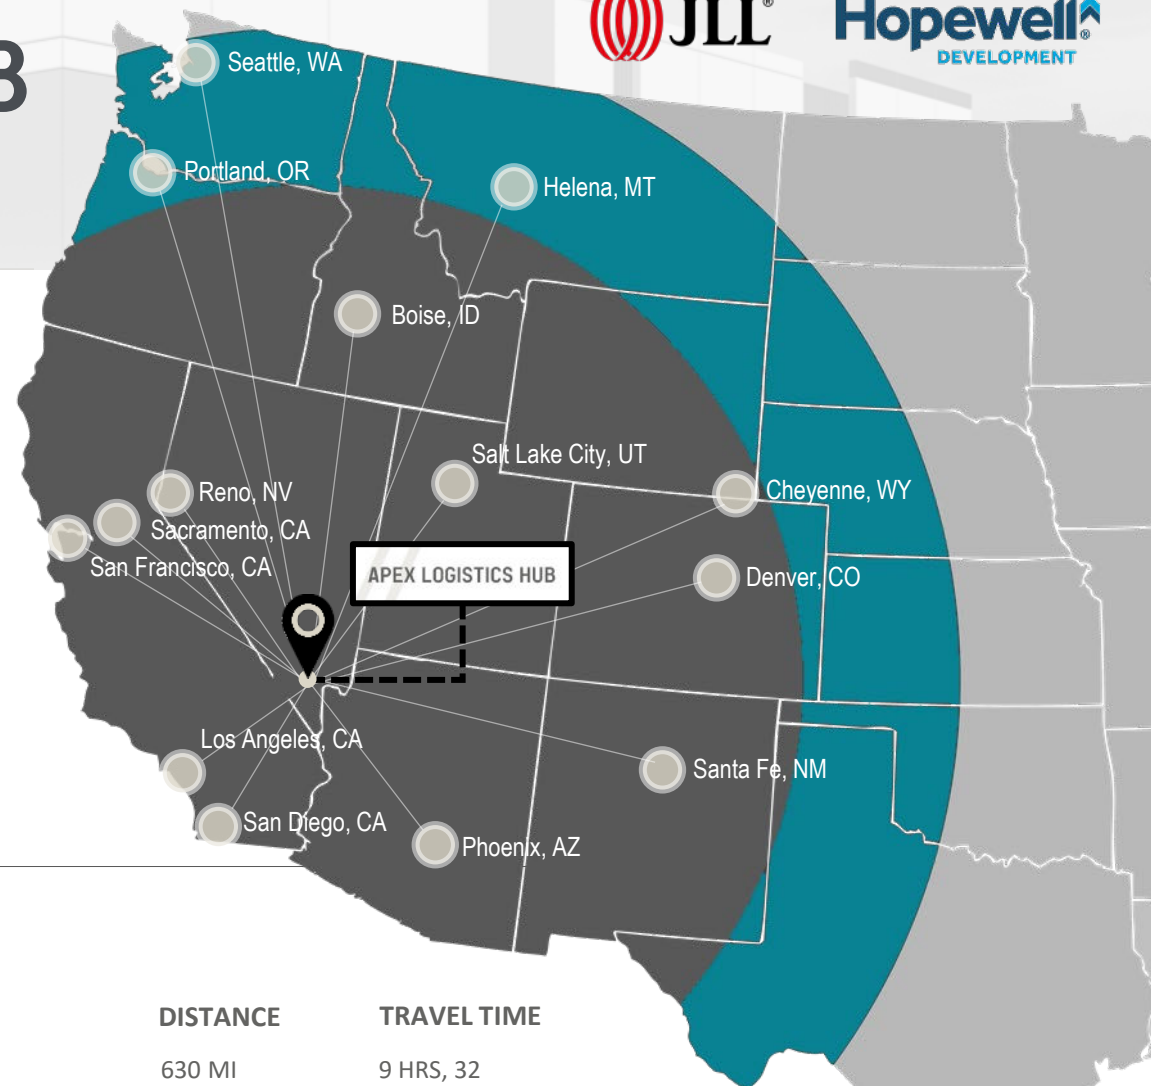 B
JLL®
Hopewell®
DEVELOPMENT
Seattle, WA
Portland, OR
Helena, MT
Boise, ID
Salt Lake City, UT
Reno, NV
Cheyenne, WY
Sacramento, CA
San Francisco, CA
APEX LOGISTICS HUB
Denver, CO
Los Angeles, CA
Santa Fe, NM
San Diego, CA
Phoenix, AZ
DISTANCE TRAVEL TIME
630 MI 9 HRS, 32